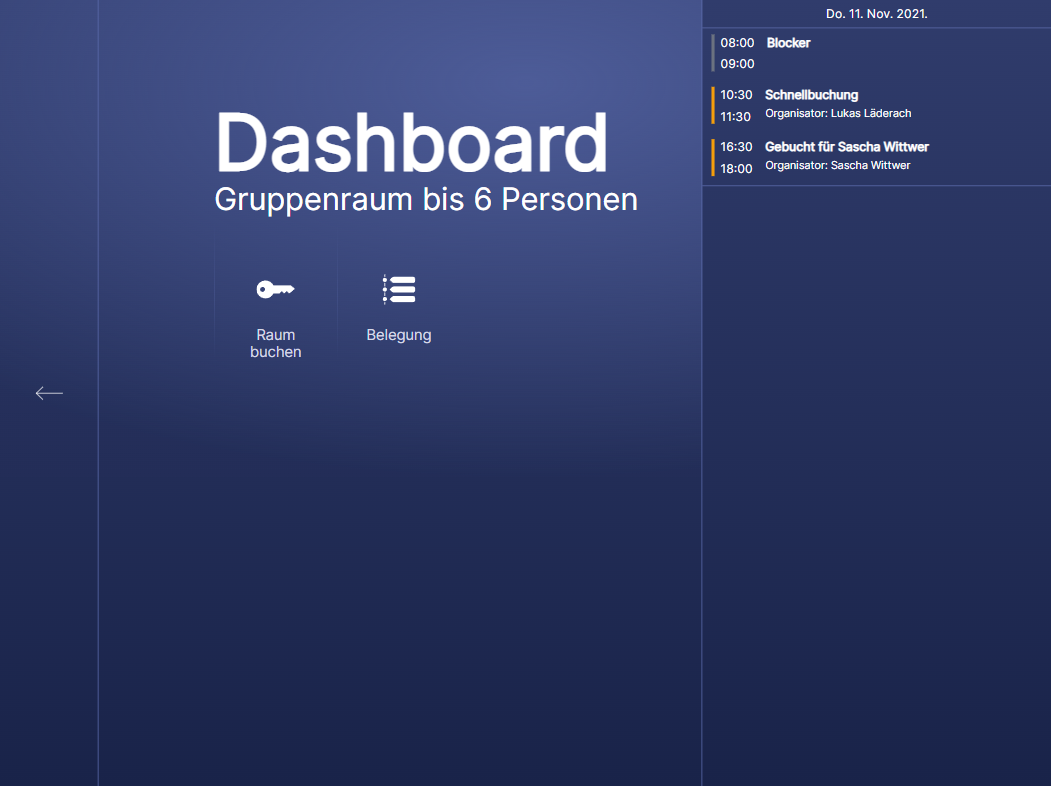 Dashboard
Gruppenraum bis 6 Personen
Raum
buchen
Belegung
Do. 11. Nov. 2021.
08:00 Blocker
09:00
10:30 Schnellbuchung
11:30 Organisator: Lukas Läderach
16:30 Gebucht für Sascha Wittwer
18:00 Organisator: Sascha Wittwer